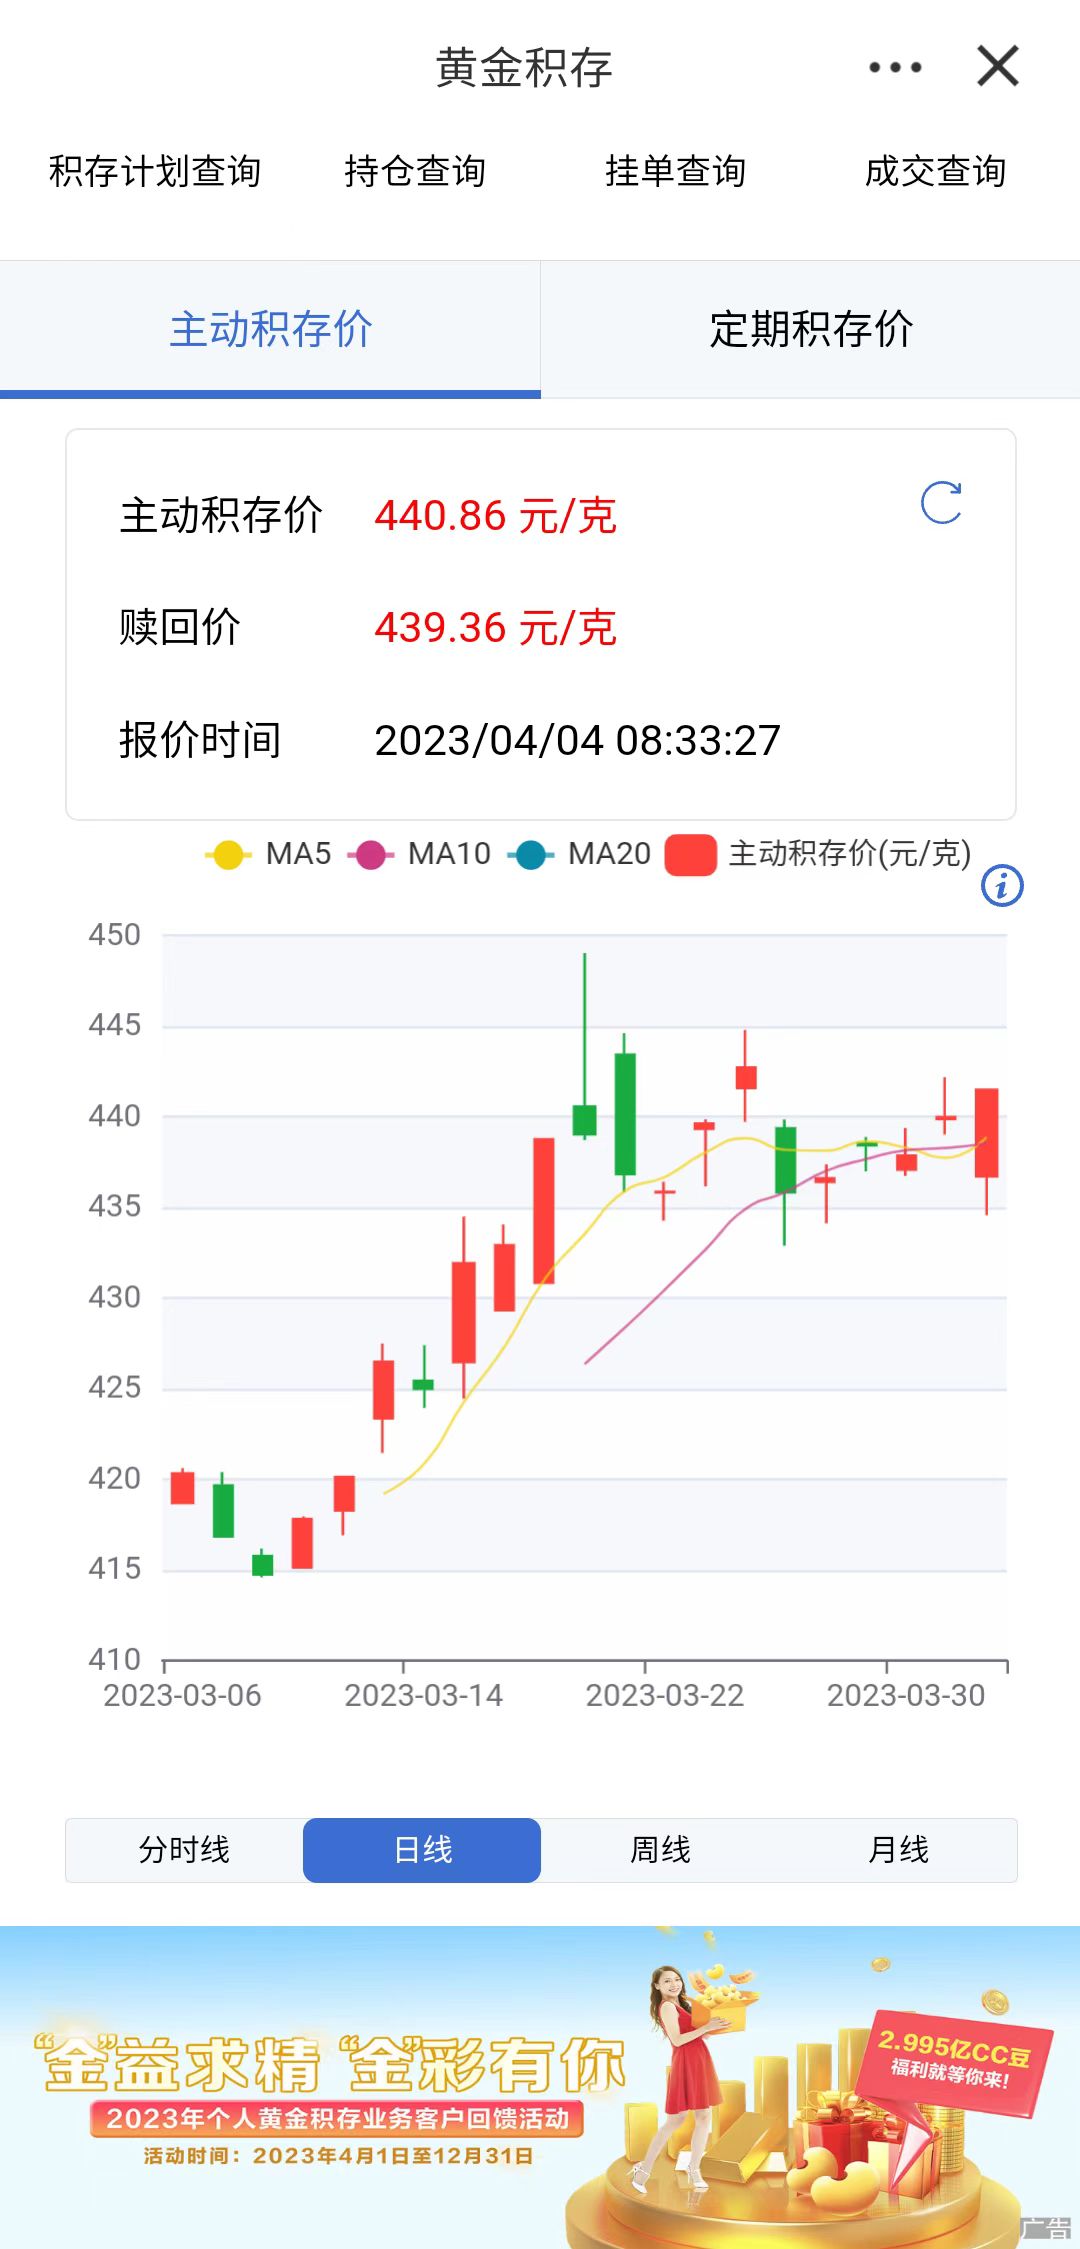 黄金积存
积存计划查询 持仓查询 挂单查询 成交查询
主动积存价 定期积存价
主动积存价 440.86 元/克
赎回价 439.36 元/克
报价时间 2023/04/04 08:33:27
MA5 MA10 MA20 主动积存价(元/克)
450
445
440
435
430
425
420
415
410
2023-03-06 2023-03-14 2023-03-22 2023-03-30
分时线 日线 周线 月线
“金”益求精 “金”彩有你
2023年个人黄金积存业务客户回馈活动
活动时间：2023年4月1日至12月31日
2.995亿CC豆
福利就等你来!
广告